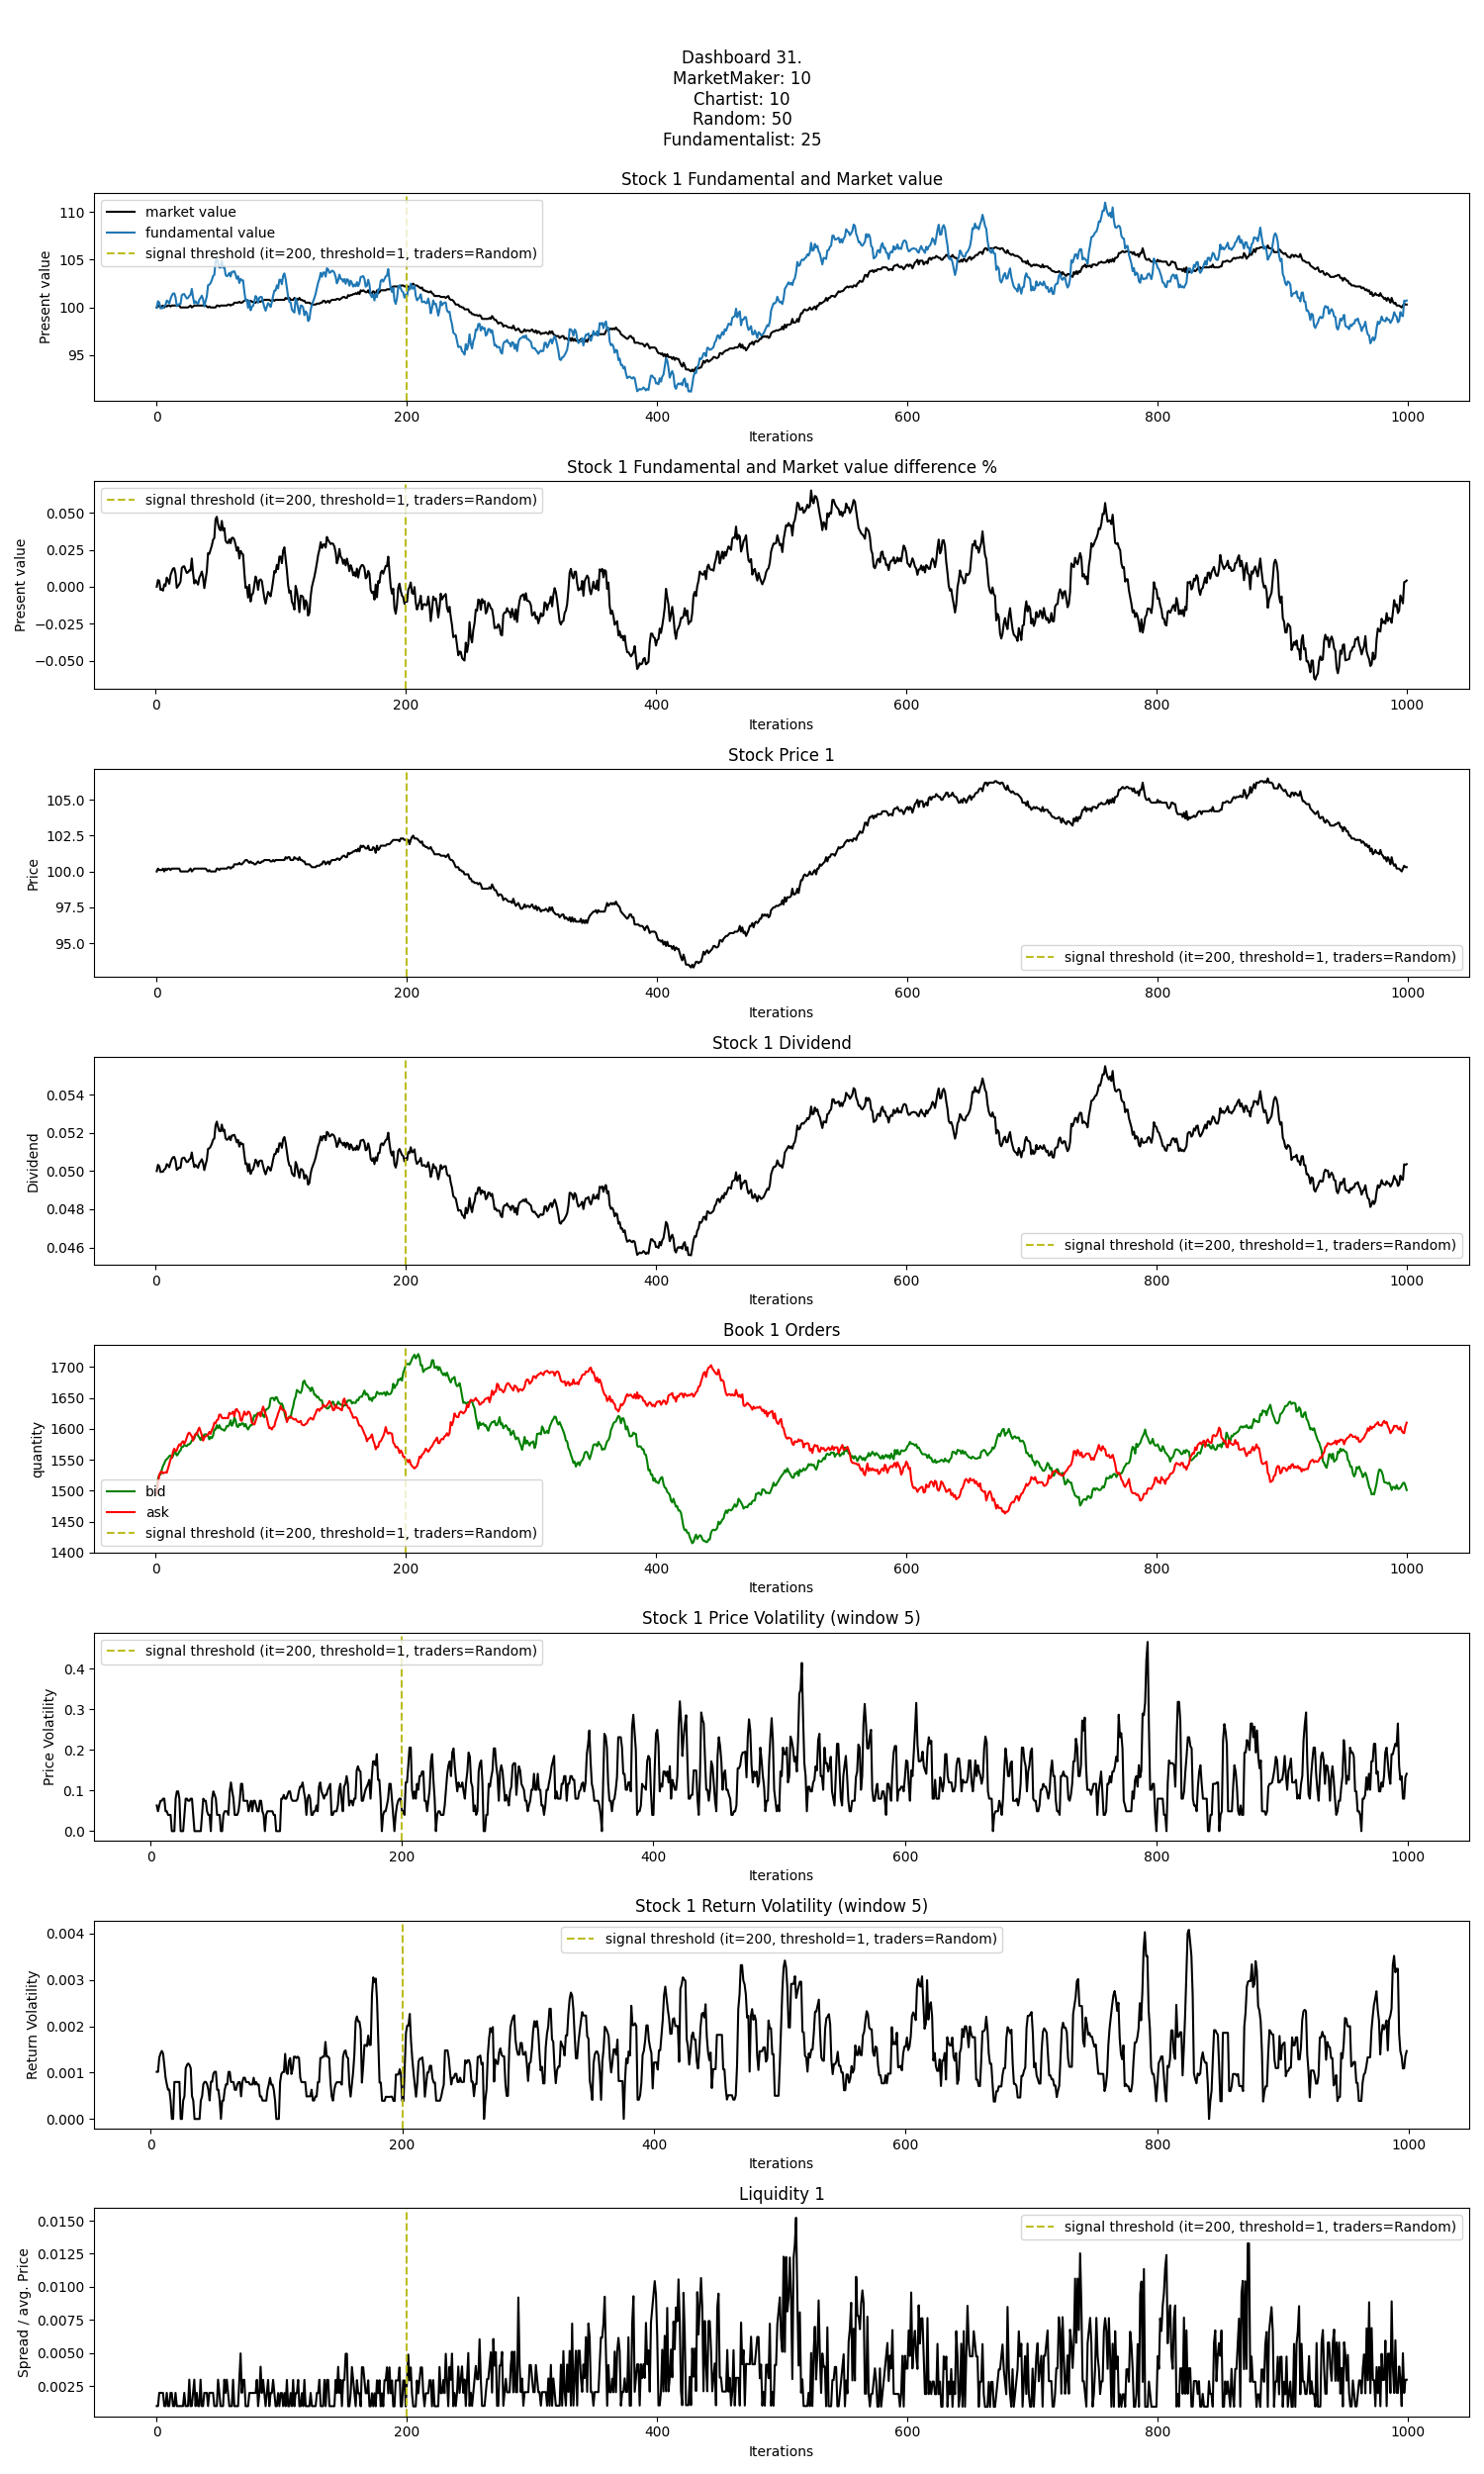 Dashboard 31.
MarketMaker: 10
Chartist: 10
Random: 50
Fundamentalist: 25
Stock 1 Fundamental and Market value
market value
fundamental value
signal threshold (it=200, threshold=1, traders=Random)
Present value
110
105
100
95
0 200 400 600 800 1000
Iterations
Stock 1 Fundamental and Market value difference %
signal threshold (it=200, threshold=1, traders=Random)
Present value
0.050
0.025
0.000
−0.025
−0.050
0 200 400 600 800 1000
Iterations
Stock Price 1
Price
105.0
102.5
100.0
97.5
95.0
signal threshold (it=200, threshold=1, traders=Random)
0 200 400 600 800 1000
Iterations
Stock 1 Dividend
Dividend
0.054
0.052
0.050
0.048
0.046
signal threshold (it=200, threshold=1, traders=Random)
0 200 400 600 800 1000
Iterations
Book 1 Orders
quantity
1700
1650
1600
1550
1500
1450
1400
bid
ask
signal threshold (it=200, threshold=1, traders=Random)
0 200 400 600 800 1000
Iterations
Stock 1 Price Volatility (window 5)
signal threshold (it=200, threshold=1, traders=Random)
Price Volatility
0.4
0.3
0.2
0.1
0.0
0 200 400 600 800 1000
Iterations
Stock 1 Return Volatility (window 5)
signal threshold (it=200, threshold=1, traders=Random)
Return Volatility
0.004
0.003
0.002
0.001
0.000
0 200 400 600 800 1000
Iterations
Liquidity 1
signal threshold (it=200, threshold=1, traders=Random)
Spread / avg. Price
0.0150
0.0125
0.0100
0.0075
0.0050
0.0025
0 200 400 600 800 1000
Iterations